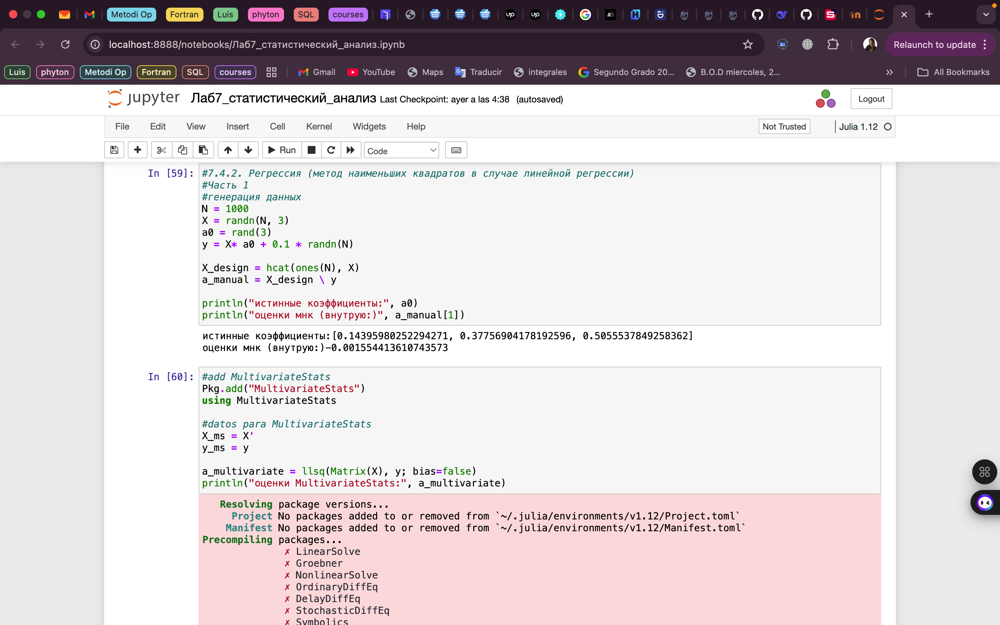 Metodi Op Fortran Luis phyton SQL courses
localhost:8888/notebooks/Лаб7_статистический_анализ.ipynb Relaunch to update
Luis phyton Metodi Op Fortran SQL courses Gmail YouTube Maps Traducir integrales Segundo Grado 20... B.O.D miercoles, 2... All Bookmarks
jupyter Лаб7_статистический_анализ Last Checkpoint: ayer a las 4:38 (autosaved) Logout
File Edit View Insert Cell Kernel Widgets Help Not Trusted Julia 1.12
Run Code
In [59]: #7.4.2. Регрессия (метод наименьших квадратов в случае линейной регрессии)
#Часть 1
#генерация данных
N = 1000
X = randn(N, 3)
a0 = rand(3)
y = X* a0 + 0.1 * randn(N)
X_design = hcat(ones(N), X)
a_manual = X_design \ y
println("истинные коэффициенты:", a0)
println("оценки мнк (внутрую:)", a_manual[1])
истинные коэффициенты:[0.14395980252294271, 0.37756904178192596, 0.5055537849258362]
оценки мнк (внутрую:)-0.001554413610743573
In [60]: #add MultivariateStats
Pkg.add("MultivariateStats")
using MultivariateStats
#datos para MultivariateStats
X_ms = X'
y_ms = y
a_multivariate = llsq(Matrix(X), y; bias=false)
println("оценки MultivariateStats:", a_multivariate)
Resolving package versions...
Project No packages added to or removed from `~/.julia/environments/v1.12/Project.toml`
Manifest No packages added to or removed from `~/.julia/environments/v1.12/Manifest.toml`
Precompiling packages...
✗ LinearSolve
✗ Groebner
✗ NonlinearSolve
✗ OrdinaryDiffEq
✗ DelayDiffEq
✗ StochasticDiffEq
✗ Symbolics